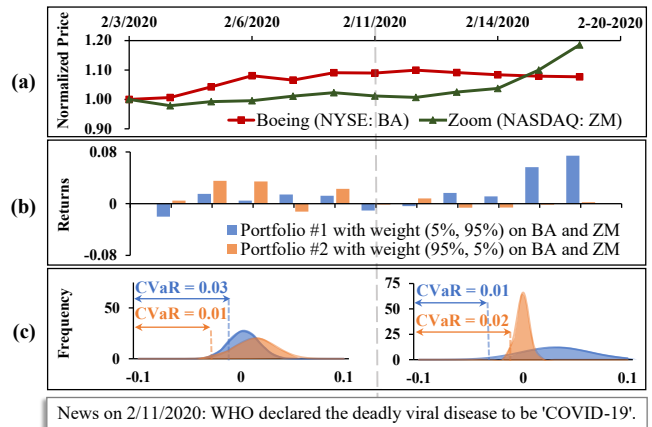 2/3/2020 2/6/2020 2/11/2020 2/14/2020 2-20-2020
(a)
Normalized Price
1.20
1.10
1.00
0.90
Boeing (NYSE: BA) Zoom (NASDAQ: ZM)
(b)
Returns
0.08
0
-0.08
Portfolio #1 with weight (5%, 95%) on BA and ZM
Portfolio #2 with weight (95%, 5%) on BA and ZM
(c)
Frequency
50
0
CVaR = 0.03
CVaR = 0.01
-0.1 0 0.1
75
50
25
0
CVaR = 0.01
CVaR = 0.02
-0.1 0 0.1
News on 2/11/2020: WHO declared the deadly viral disease to be 'COVID-19'.